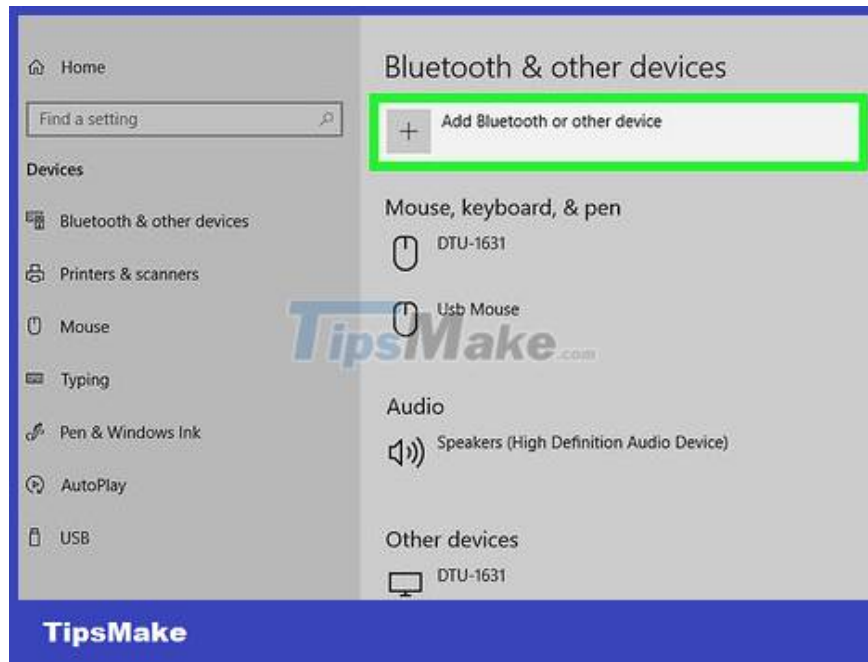 Home
Find a setting
Devices
Bluetooth & other devices
Printers & scanners
Mouse
Typing
Pen & Windows Ink
AutoPlay
USB
Bluetooth & other devices
Add Bluetooth or other device
Mouse, keyboard, & pen
DTU-1631
Usb Mouse
Audio
Speakers (High Definition Audio Device)
Other devices
DTU-1631
TipsMake.com
TipsMake